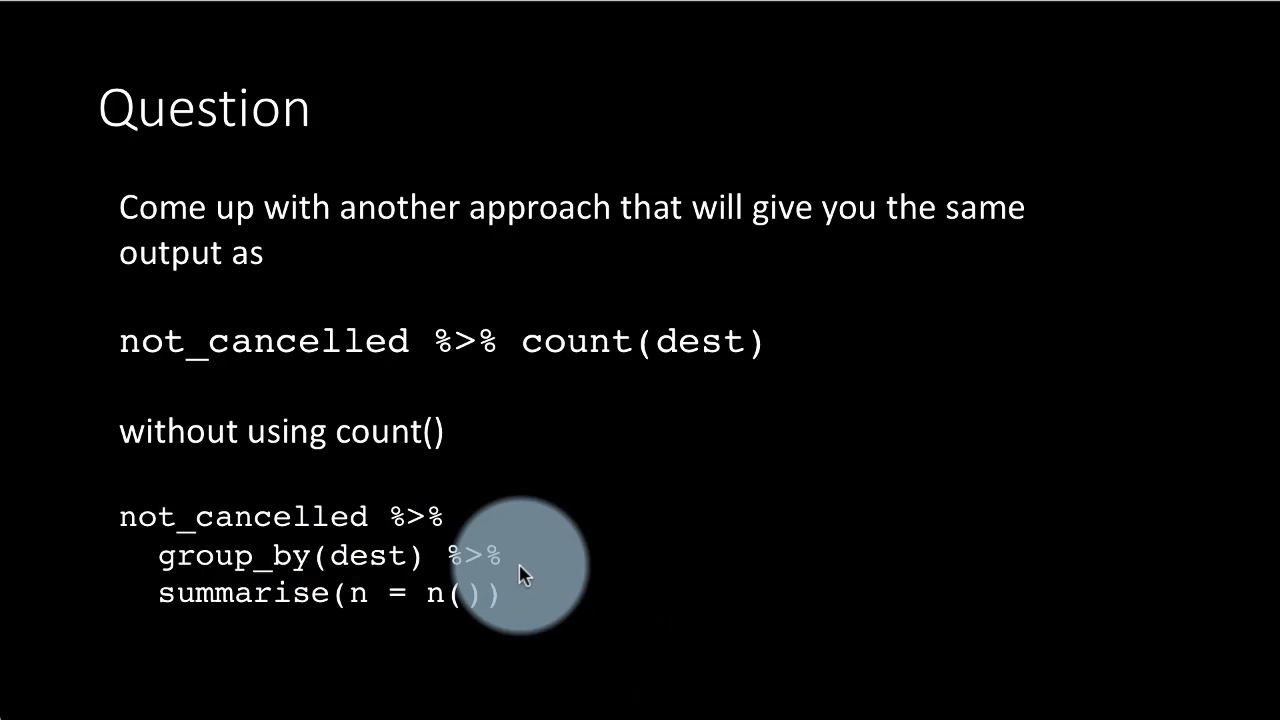 Question
Come up with another approach that will give you the same
output as
not_cancelled %>% count(dest)
without using count()
not_cancelled %>%
group_by(dest) %>%
summarise(n = n())